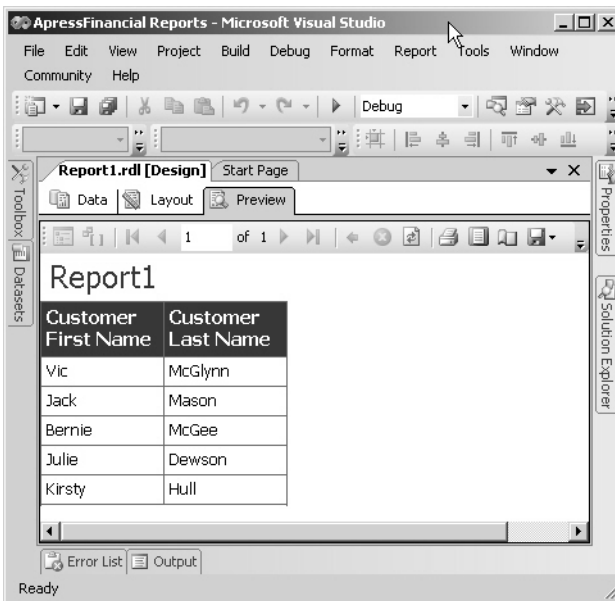 ApressFinancial Reports - Microsoft Visual Studio
File Edit View Project Build Debug Format Report Tools Window
Community Help
Debug
Report1.rdl [Design] Start Page
Data Layout Preview
1 of 1
Toolbox
Datasets
Properties
Solution Explorer
Report1
Customer First Name Customer Last Name
Vic McGlynn
Jack Mason
Bernie McGee
Julie Dewson
Kirsty Hull
Error List Output
Ready